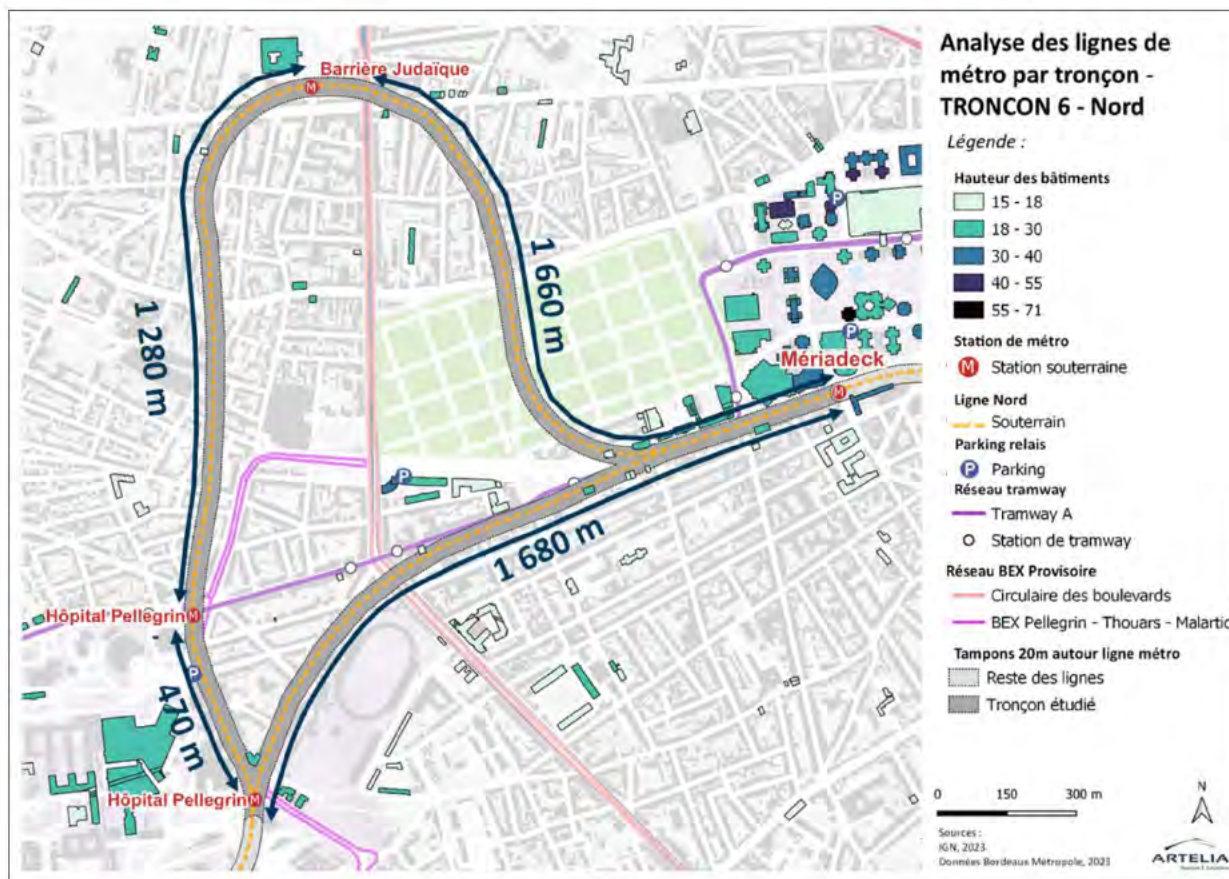 Analyse des lignes de
métro par tronçon -
TRONCON 6 - Nord
Légende :
Hauteur des bâtiments
15 - 18
18 - 30
30 - 40
40 - 55
55 - 71
Station de métro
M Station souterraine
Ligne Nord
Souterrain
Parking relais
P Parking
Réseau tramway
Tramway A
Station de tramway
Réseau BEX Provisoire
Circulaire des boulevards
BEX Pellegrin - Thouars - Malartic
Tampons 20m autour ligne métro
Reste des lignes
Tronçon étudié
0 150 300 m
N
Sources :
IGN, 2023
Données Bordeaux Métropole, 2023
ARTELIA
Barrière Judaïque
M
1 660 m
1 280 m
P
P
Mériadeck
M
P
1 680 m
Hôpital Pellegrin M
P
470 m
Hôpital Pellegrin M